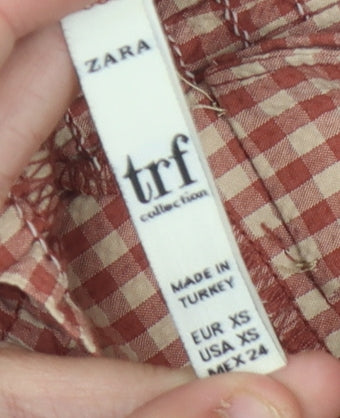 ZARA
trf
collection
MADE IN
TURKEY
EUR XS
USA XS
MEX 24